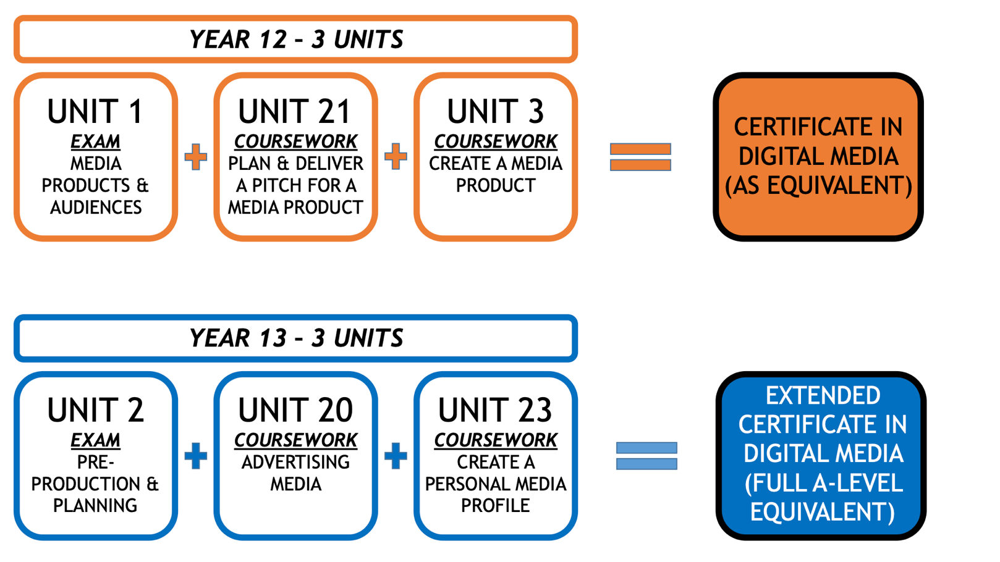 YEAR 12 – 3 UNITS
UNIT 1
EXAM
MEDIA
PRODUCTS &
AUDIENCES
UNIT 21
COURSEWORK
PLAN & DELIVER
A PITCH FOR A
MEDIA PRODUCT
UNIT 3
COURSEWORK
CREATE A MEDIA
PRODUCT
CERTIFICATE IN
DIGITAL MEDIA
(AS EQUIVALENT)
YEAR 13 – 3 UNITS
UNIT 2
EXAM
PRE-
PRODUCTION &
PLANNING
UNIT 20
COURSEWORK
ADVERTISING
MEDIA
UNIT 23
COURSEWORK
CREATE A
PERSONAL MEDIA
PROFILE
EXTENDED
CERTIFICATE IN
DIGITAL MEDIA
(FULL A-LEVEL
EQUIVALENT)